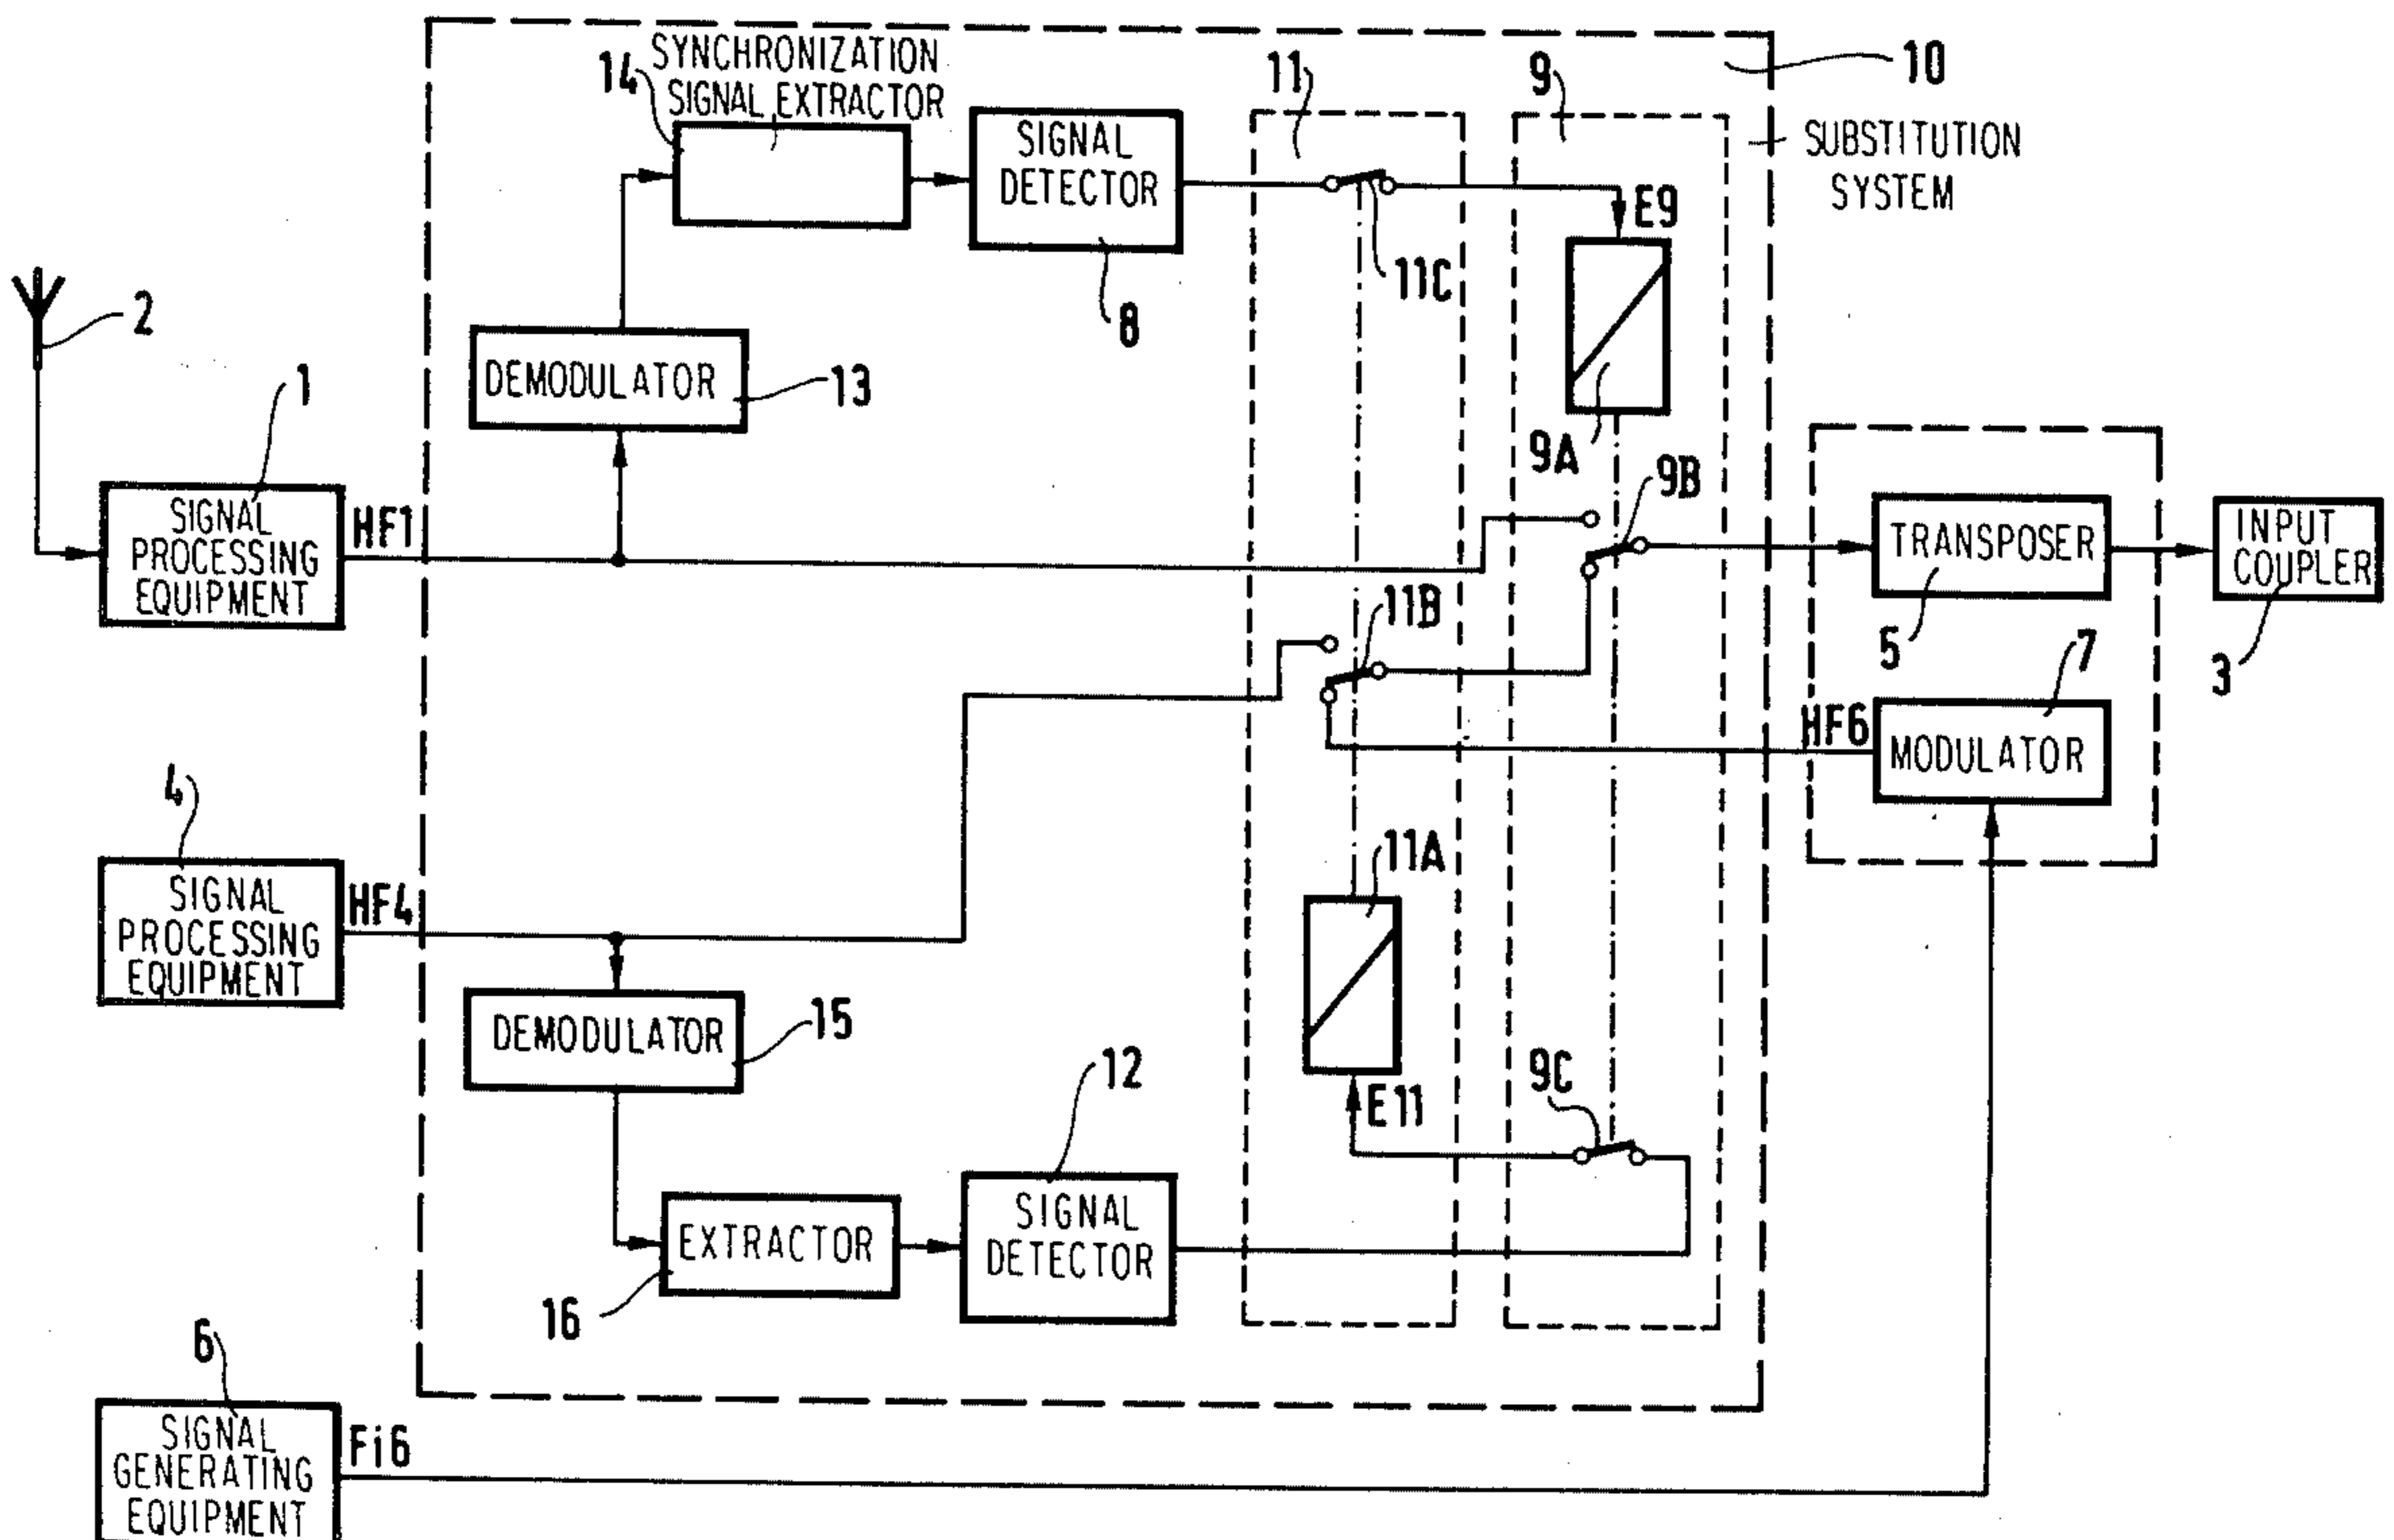 SYNCHRONIZATION
SIGNAL EXTRACTOR
14
11
9
10
SUBSTITUTION
SYSTEM
SIGNAL
DETECTOR
8
11C
E9
2
DEMODULATOR
13
9A
9B
1
SIGNAL
PROCESSING
EQUIPMENT
HF1
TRANSPOSER
5
INPUT
COUPLER
3
11B
7
HF6
MODULATOR
4
SIGNAL
PROCESSING
EQUIPMENT
HF4
11A
DEMODULATOR
15
12
E11
9C
EXTRACTOR
16
SIGNAL
DETECTOR
6
SIGNAL
GENERATING
EQUIPMENT
Fi6